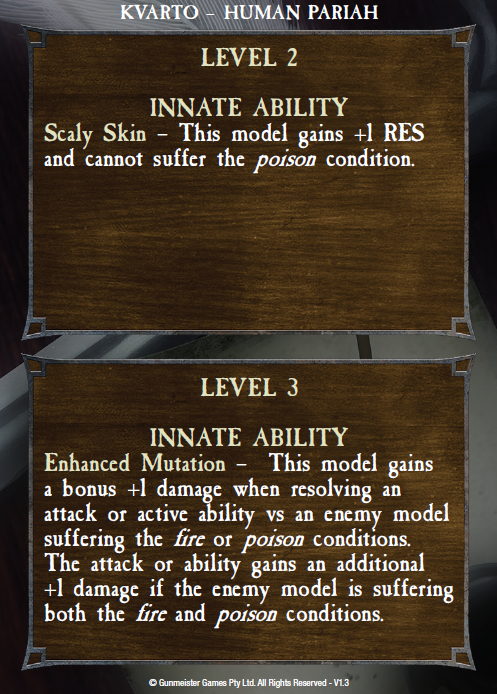 KVARTO – HUMAN PARIAH
LEVEL 2
INNATE ABILITY
Scaly Skin – This model gains +1 RES
and cannot suffer the poison condition.
LEVEL 3
INNATE ABILITY
Enhanced Mutation – This model gains
a bonus +1 damage when resolving an
attack or active ability vs an enemy model
suffering the fire or poison conditions.
The attack or ability gains an additional
+1 damage if the enemy model is suffering
both the fire and poison conditions.
© Gunmeister Games Pty Ltd. All Rights Reserved - V1.3